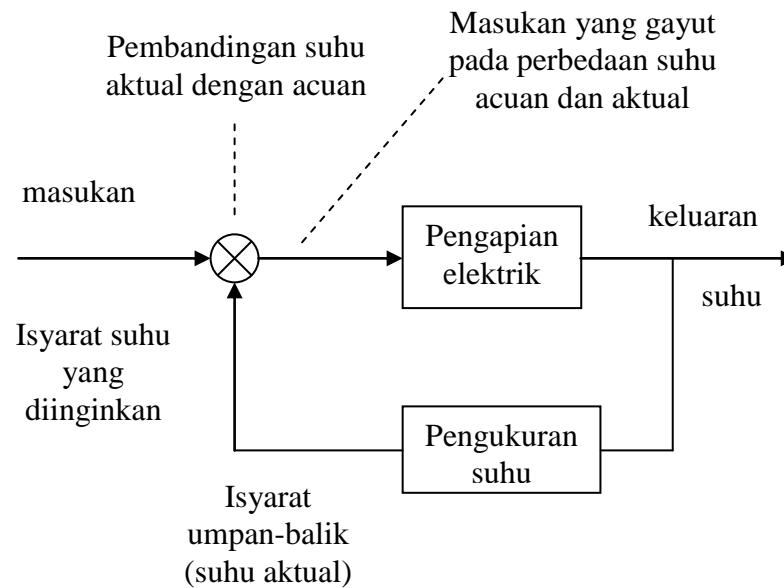 Pembandingan suhu
aktual dengan acuan
Masukan yang gayut
pada perbedaan suhu
acuan dan aktual
masukan
Pengapian
elektrik
keluaran
suhu
Isyarat suhu
yang
diinginkan
Pengukuran
suhu
Isyarat
umpan-balik
(suhu aktual)